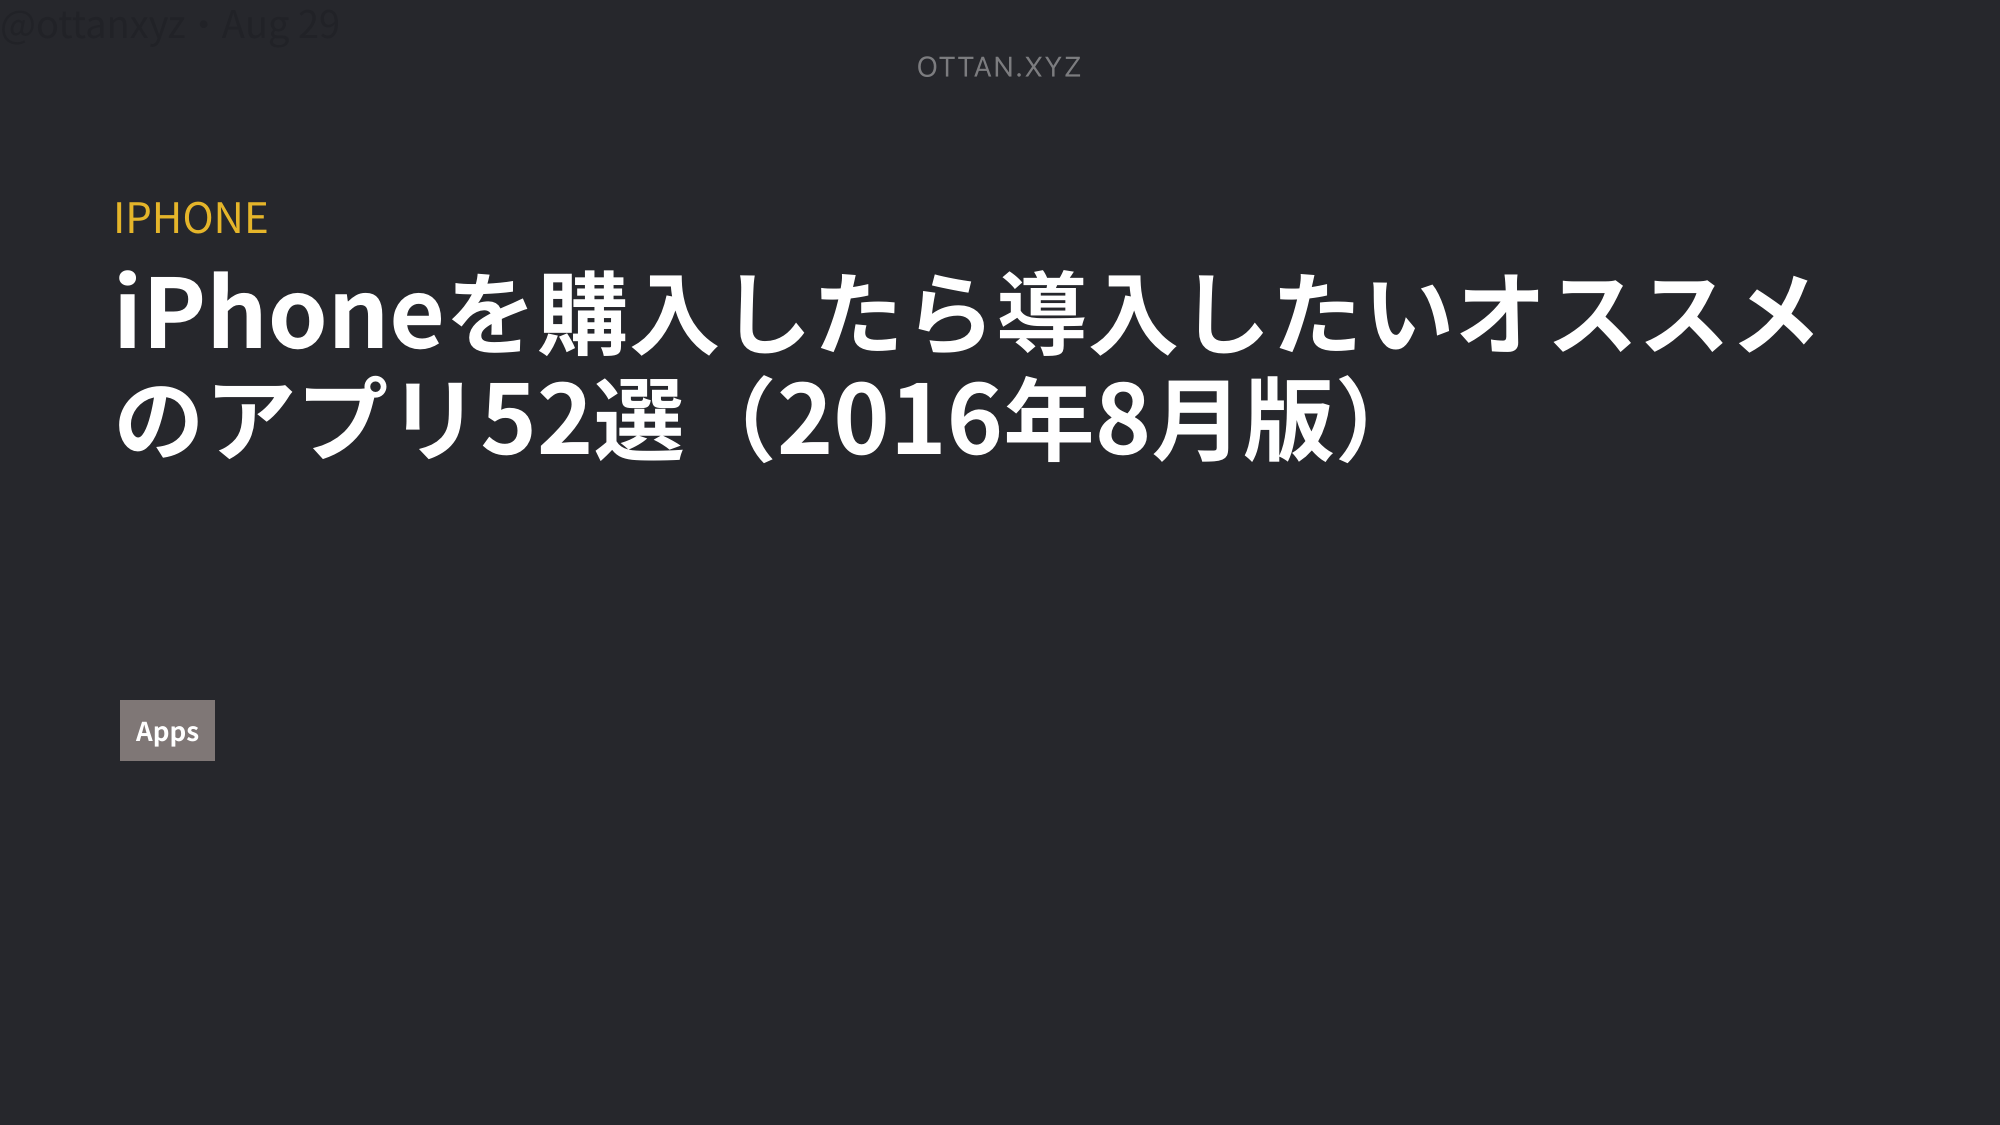 @ottanxyz・Aug 29
OTTAN.XYZ
IPHONE
iPhoneを購入したら導入したいオススメ
のアプリ52選（2016年8月版）
Apps